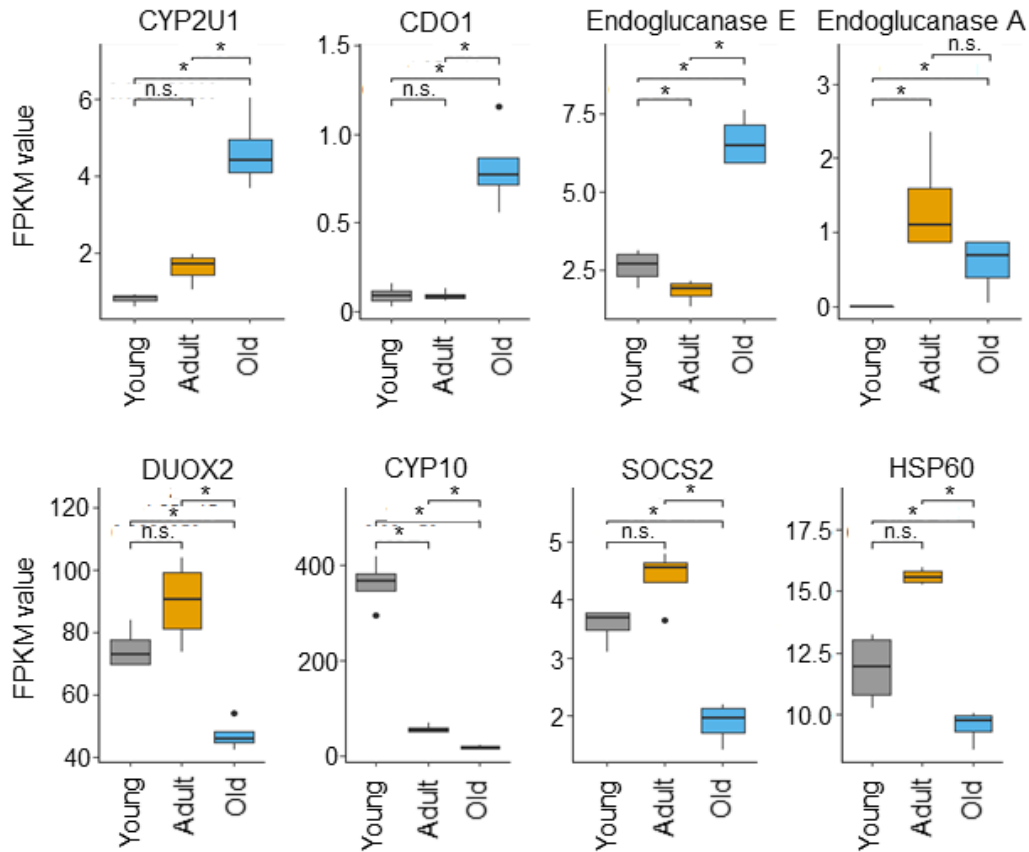 CYP2U1
CDO1
Endoglucanase E
Endoglucanase A
FPKM value
6
4
2
*
*
n.s.
Young
Adult
Old
1.5
1.0
0.5
0
*
*
n.s.
Young
Adult
Old
7.5
5.0
2.5
*
*
*
Young
Adult
Old
3
2
1
0
n.s.
*
*
Young
Adult
Old
DUOX2
CYP10
SOCS2
HSP60
FPKM value
120
100
80
60
40
*
*
n.s.
Young
Adult
Old
400
200
0
*
*
*
Young
Adult
Old
5
4
3
2
*
*
n.s.
Young
Adult
Old
17.5
15.0
12.5
10.0
*
*
n.s.
Young
Adult
Old